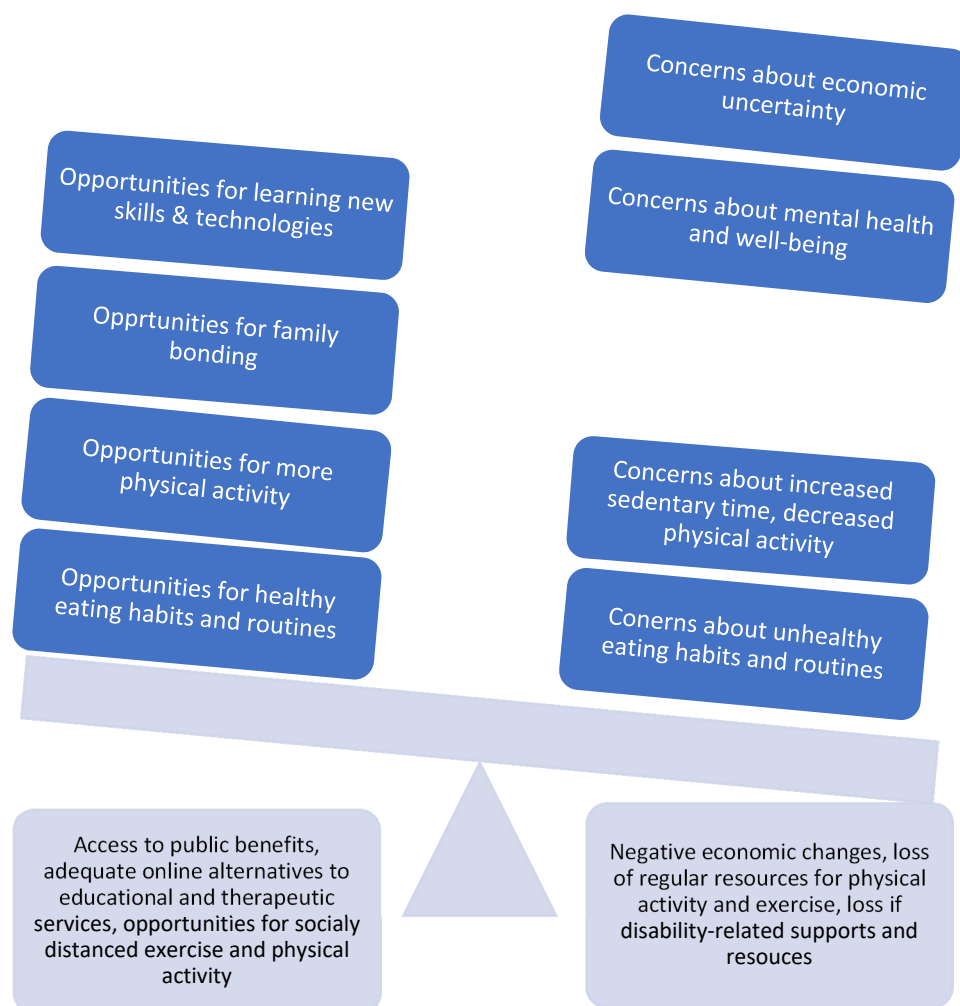 Concerns about economic
uncertainty
Opportunities for learning new
skills & technologies
Concerns about mental health
and well-being
Opprtunities for family
bonding
Opportunities for more
physical activity
Concerns about increased
sedentary time, decreased
physical activity
Opportunities for healthy
eating habits and routines
Conerns about unhealthy
eating habits and routines
Access to public benefits,
adequate online alternatives to
educational and therapeutic
services, opportunities for socialy
distanced exercise and physical
activity
Negative economic changes, loss
of regular resources for physical
activity and exercise, loss if
disability-related supports and
resouces